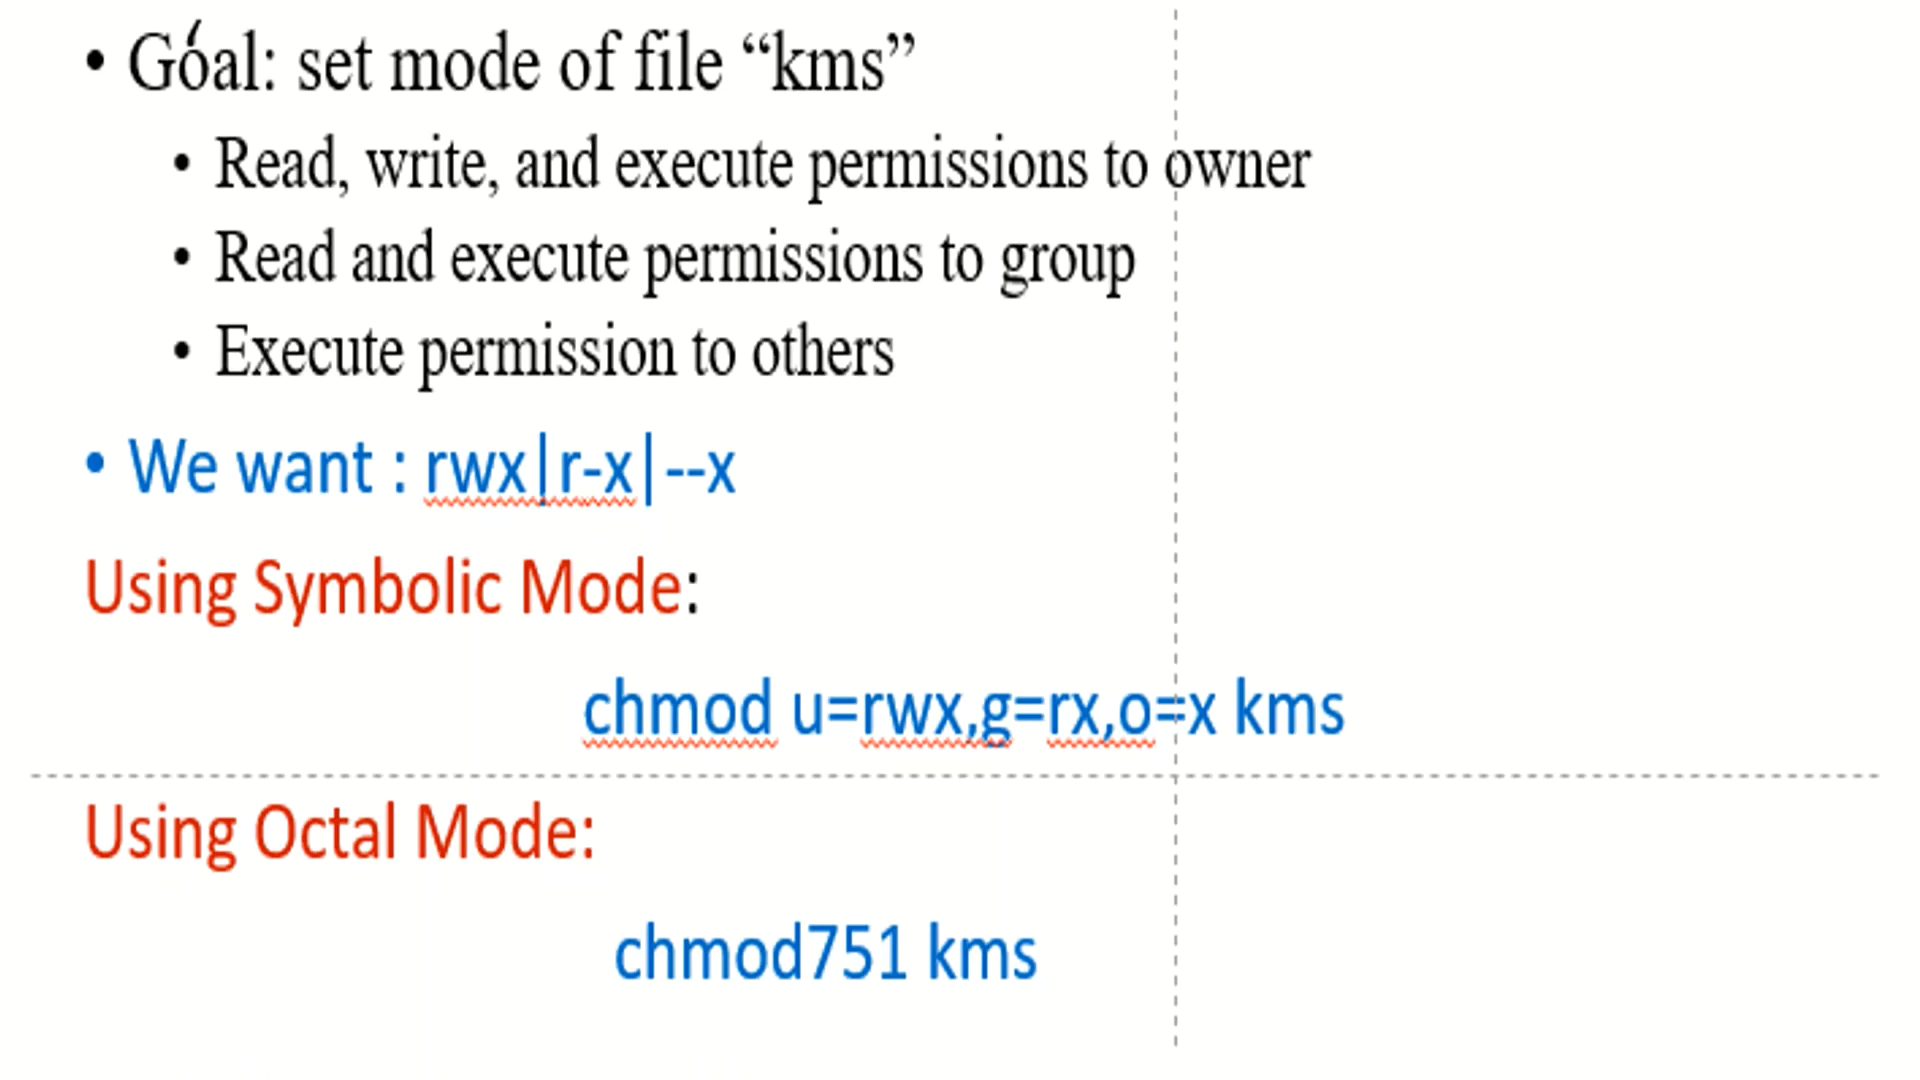 • Goal: set mode of file “kms”
• Read, write, and execute permissions to owner
• Read and execute permissions to group
• Execute permission to others
• We want : rwx|r-x|--x
Using Symbolic Mode:
chmod u=rwx,g=rx,o=x kms
Using Octal Mode:
chmod751 kms